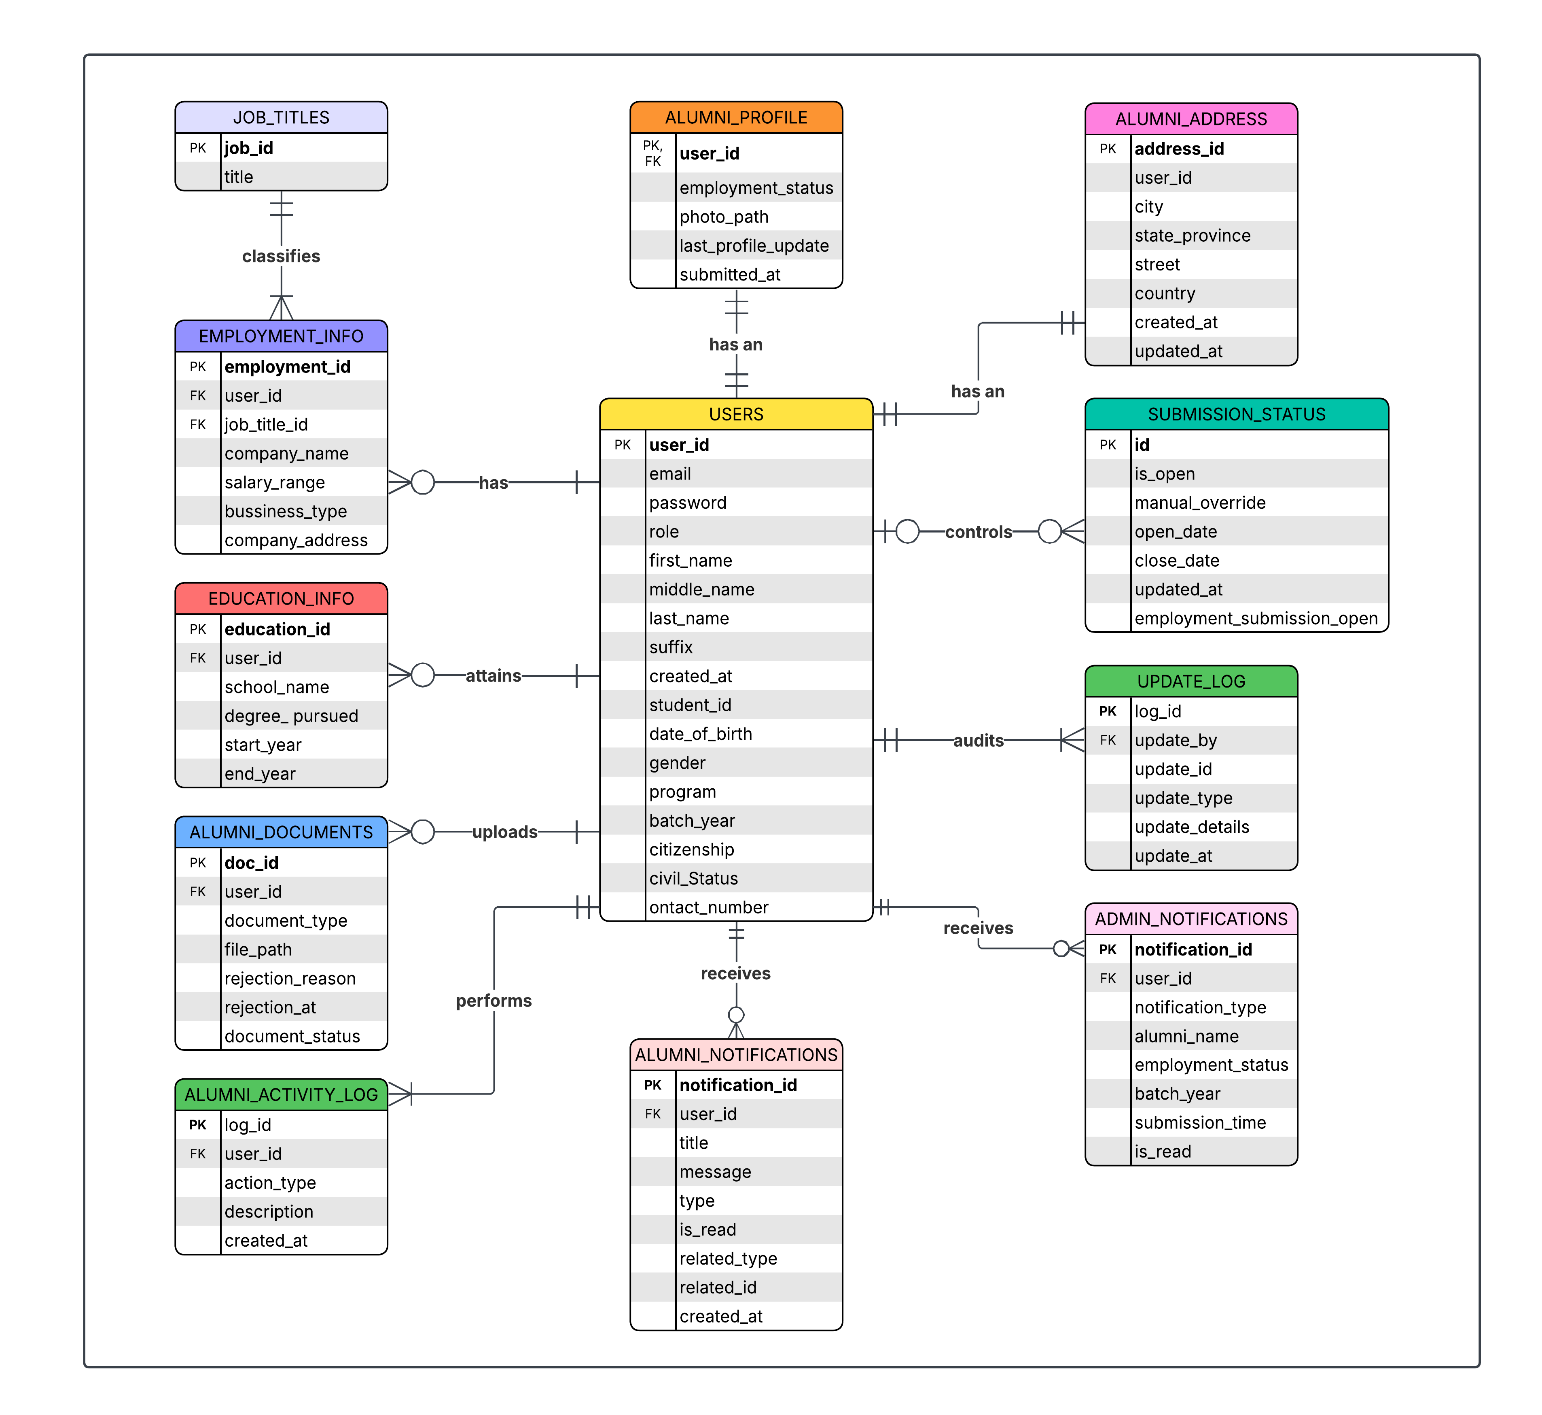 JOB_TITLES
PK job_id
title
classifies
EMPLOYMENT_INFO
PK employment_id
FK user_id
FK job_title_id
company_name
salary_range
bussiness_type
company_address
has
EDUCATION_INFO
PK education_id
FK user_id
school_name
degree_ pursued
start_year
end_year
attains
ALUMNI_DOCUMENTS
PK doc_id
FK user_id
document_type
file_path
rejection_reason
rejection_at
document_status
uploads
ALUMNI_ACTIVITY_LOG
PK log_id
FK user_id
action_type
description
created_at
performs
ALUMNI_PROFILE
PK,
FK user_id
employment_status
photo_path
last_profile_update
submitted_at
has an
USERS
PK user_id
email
password
role
first_name
middle_name
last_name
suffix
created_at
student_id
date_of_birth
gender
program
batch_year
citizenship
civil_Status
ontact_number
receives
ALUMNI_NOTIFICATIONS
PK notification_id
FK user_id
title
message
type
is_read
related_type
related_id
created_at
ALUMNI_ADDRESS
PK address_id
user_id
city
state_province
street
country
created_at
updated_at
has an
SUBMISSION_STATUS
PK id
is_open
manual_override
open_date
close_date
updated_at
employment_submission_open
controls
UPDATE_LOG
PK log_id
FK update_by
update_id
update_type
update_details
update_at
audits
ADMIN_NOTIFICATIONS
PK notification_id
FK user_id
notification_type
alumni_name
employment_status
batch_year
submission_time
is_read
receives